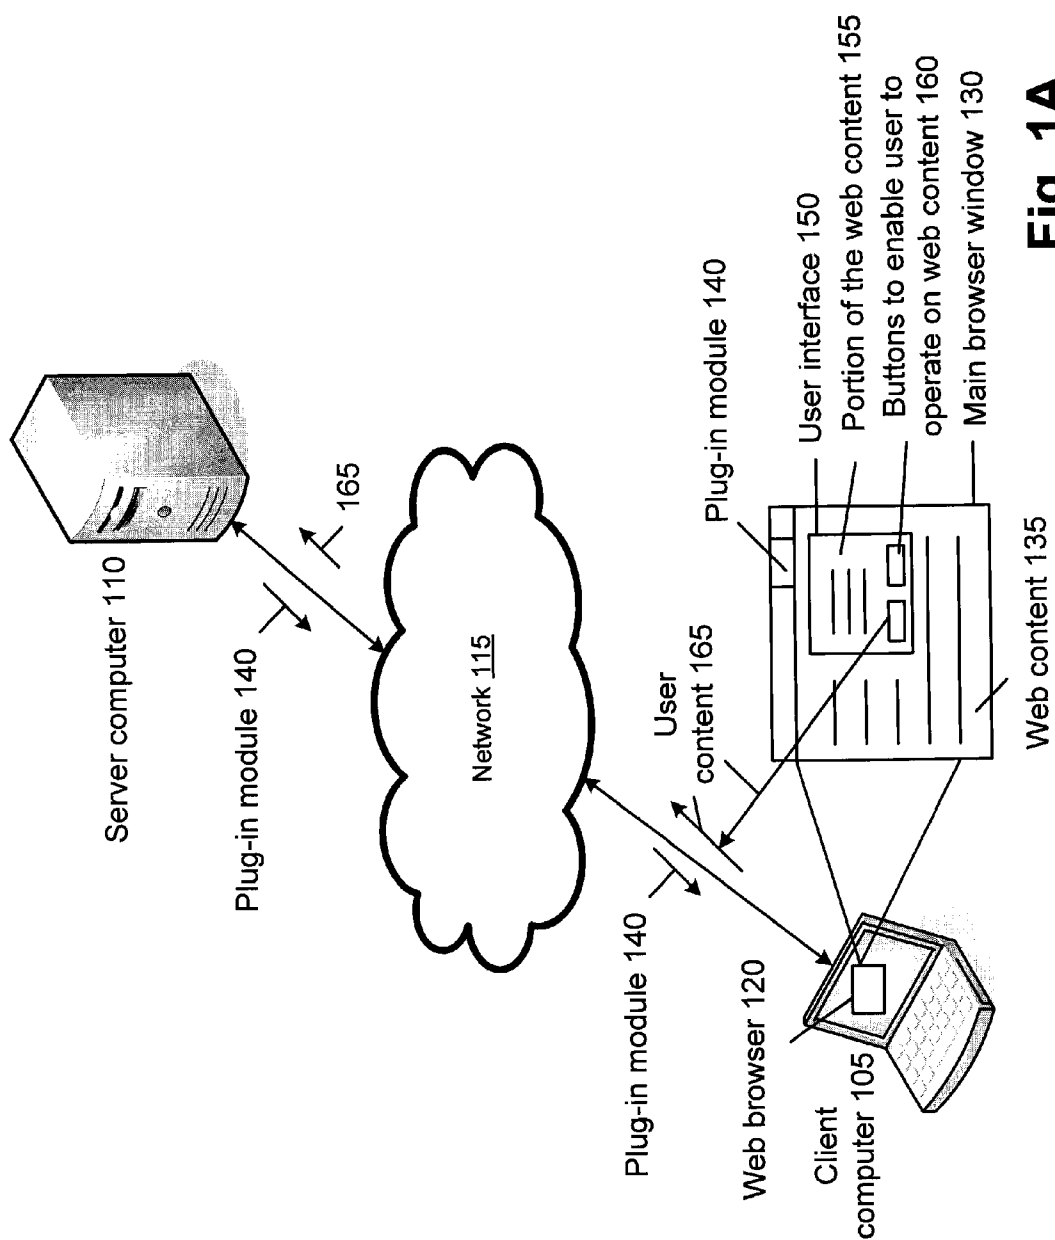 Server computer 110
Plug-in module 140
165
Network 115
User
content 165
Plug-in module 140
Web browser 120
Client
computer 105
Plug-in module 140
User interface 150
Portion of the web content 155
Buttons to enable user to
operate on web content 160
Main browser window 130
Web content 135
Fig. 1A